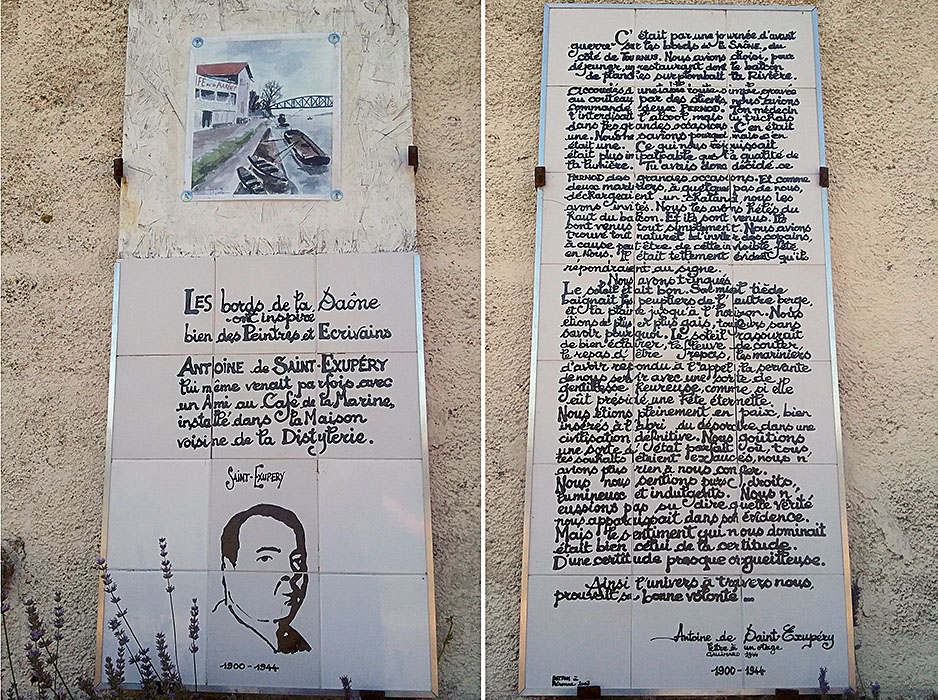 FÉ DE LA MARINE
LES bords de la Saône
ont inspiré
bien des Peintres et Ecrivains
ANTOINE de SAINT-EXUPÉRY
lui même venait parfois avec
un Ami au Café de la Marine,
installé dans la Maison
voisine de la Distylerie.
SAINT-EXUPÉRY
1900-1944
C'était par une journée d'avant
guerre sur les bords de la SAÔNE, du
côté de TOURNUS. Nous avions choisi, pour
déjeuner, un restaurant dont le balcon
de planches surplombait la Rivière.
Accoudés à une table toute simple, gravée
au couteau par des clients, nous avions
commandé deux PERNOD. Ton médecin
t'interdisait l'alcool, mais tu trichais
dans les grandes occasions. C'en était
une. Nous ne savions pourquoi, mais c'en
était une. Ce qui nous réjouissait
était plus impalpable que la qualité de
la lumière. Tu avais donc décidé ce
PERNOD des grandes occasions. Et comme
deux mariniers, à quelques pas de nous,
déchargeaient un chaland, nous les
avons invités. Nous les avons hélés du
haut du balcon. Et ils sont venus. Ils
sont venus tout simplement. Nous avions
trouvé tout naturel d'inviter des copains,
à cause peut être de cette invisible fête
en Nous. Il était tellement évident qu'ils
répondraient au signe.
Nous avons trinqué
Le soleil était bon. Son miel tiède
baignait les peupliers de l'autre berge,
et la plaine jusqu'à l'horizon. Nous
étions de plus en plus gais, toujours sans
savoir pourquoi. Le soleil rassurait
de bien éclairer, le fleuve de couler,
le repas d'être repas, les mariniers
d'avoir répondu à l'appel, la servante
de nous servir avec une sorte de
gentillesse heureuse, comme si elle
eût présidé une fête éternelle.
Nous étions pleinement en paix, bien
insérés à l'abri du désordre dans une
civilisation définitive. Nous goûtions
une sorte d'état parfait où, tous
les souhaits étant exaucés, nous n'
avions plus rien à nous confier.
Nous nous sentions purs, droits,
lumineux et indulgents. Nous n'
eussions pas su dire quelle vérité
nous apparaissait dans son évidence.
Mais le sentiment qui nous dominait
était bien celui de la certitude.
D'une certitude presque orgueilleuse.
Ainsi l'univers à travers nous,
prouvait sa bonne volonté ...
Antoine de Saint-Exupéry
lettre à un otage
GALLIMARD 1944
1900-1944